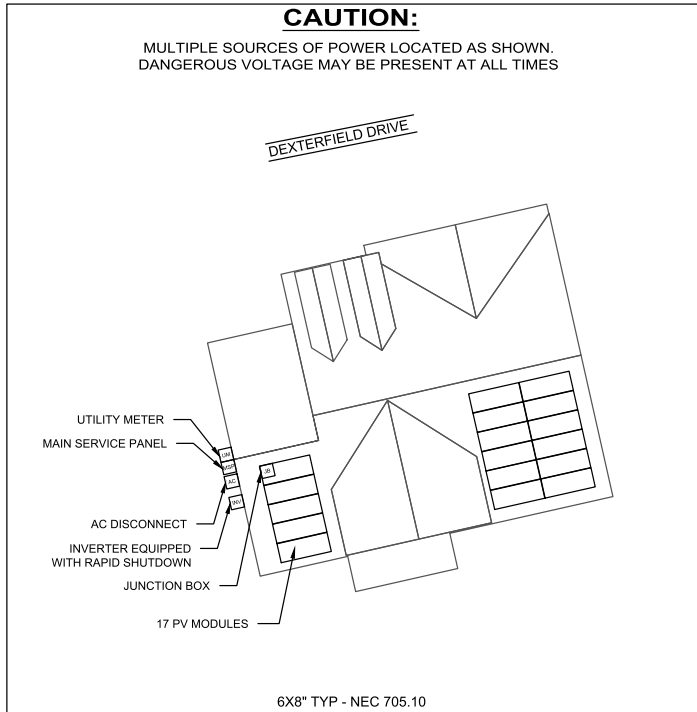 CAUTION:
MULTIPLE SOURCES OF POWER LOCATED AS SHOWN.
DANGEROUS VOLTAGE MAY BE PRESENT AT ALL TIMES
DEXTERFIELD DRIVE
UTILITY METER
MAIN SERVICE PANEL
UM
MSP
AC
INV
JB
AC DISCONNECT
INVERTER EQUIPPED
WITH RAPID SHUTDOWN
JUNCTION BOX
17 PV MODULES
6X8" TYP - NEC 705.10